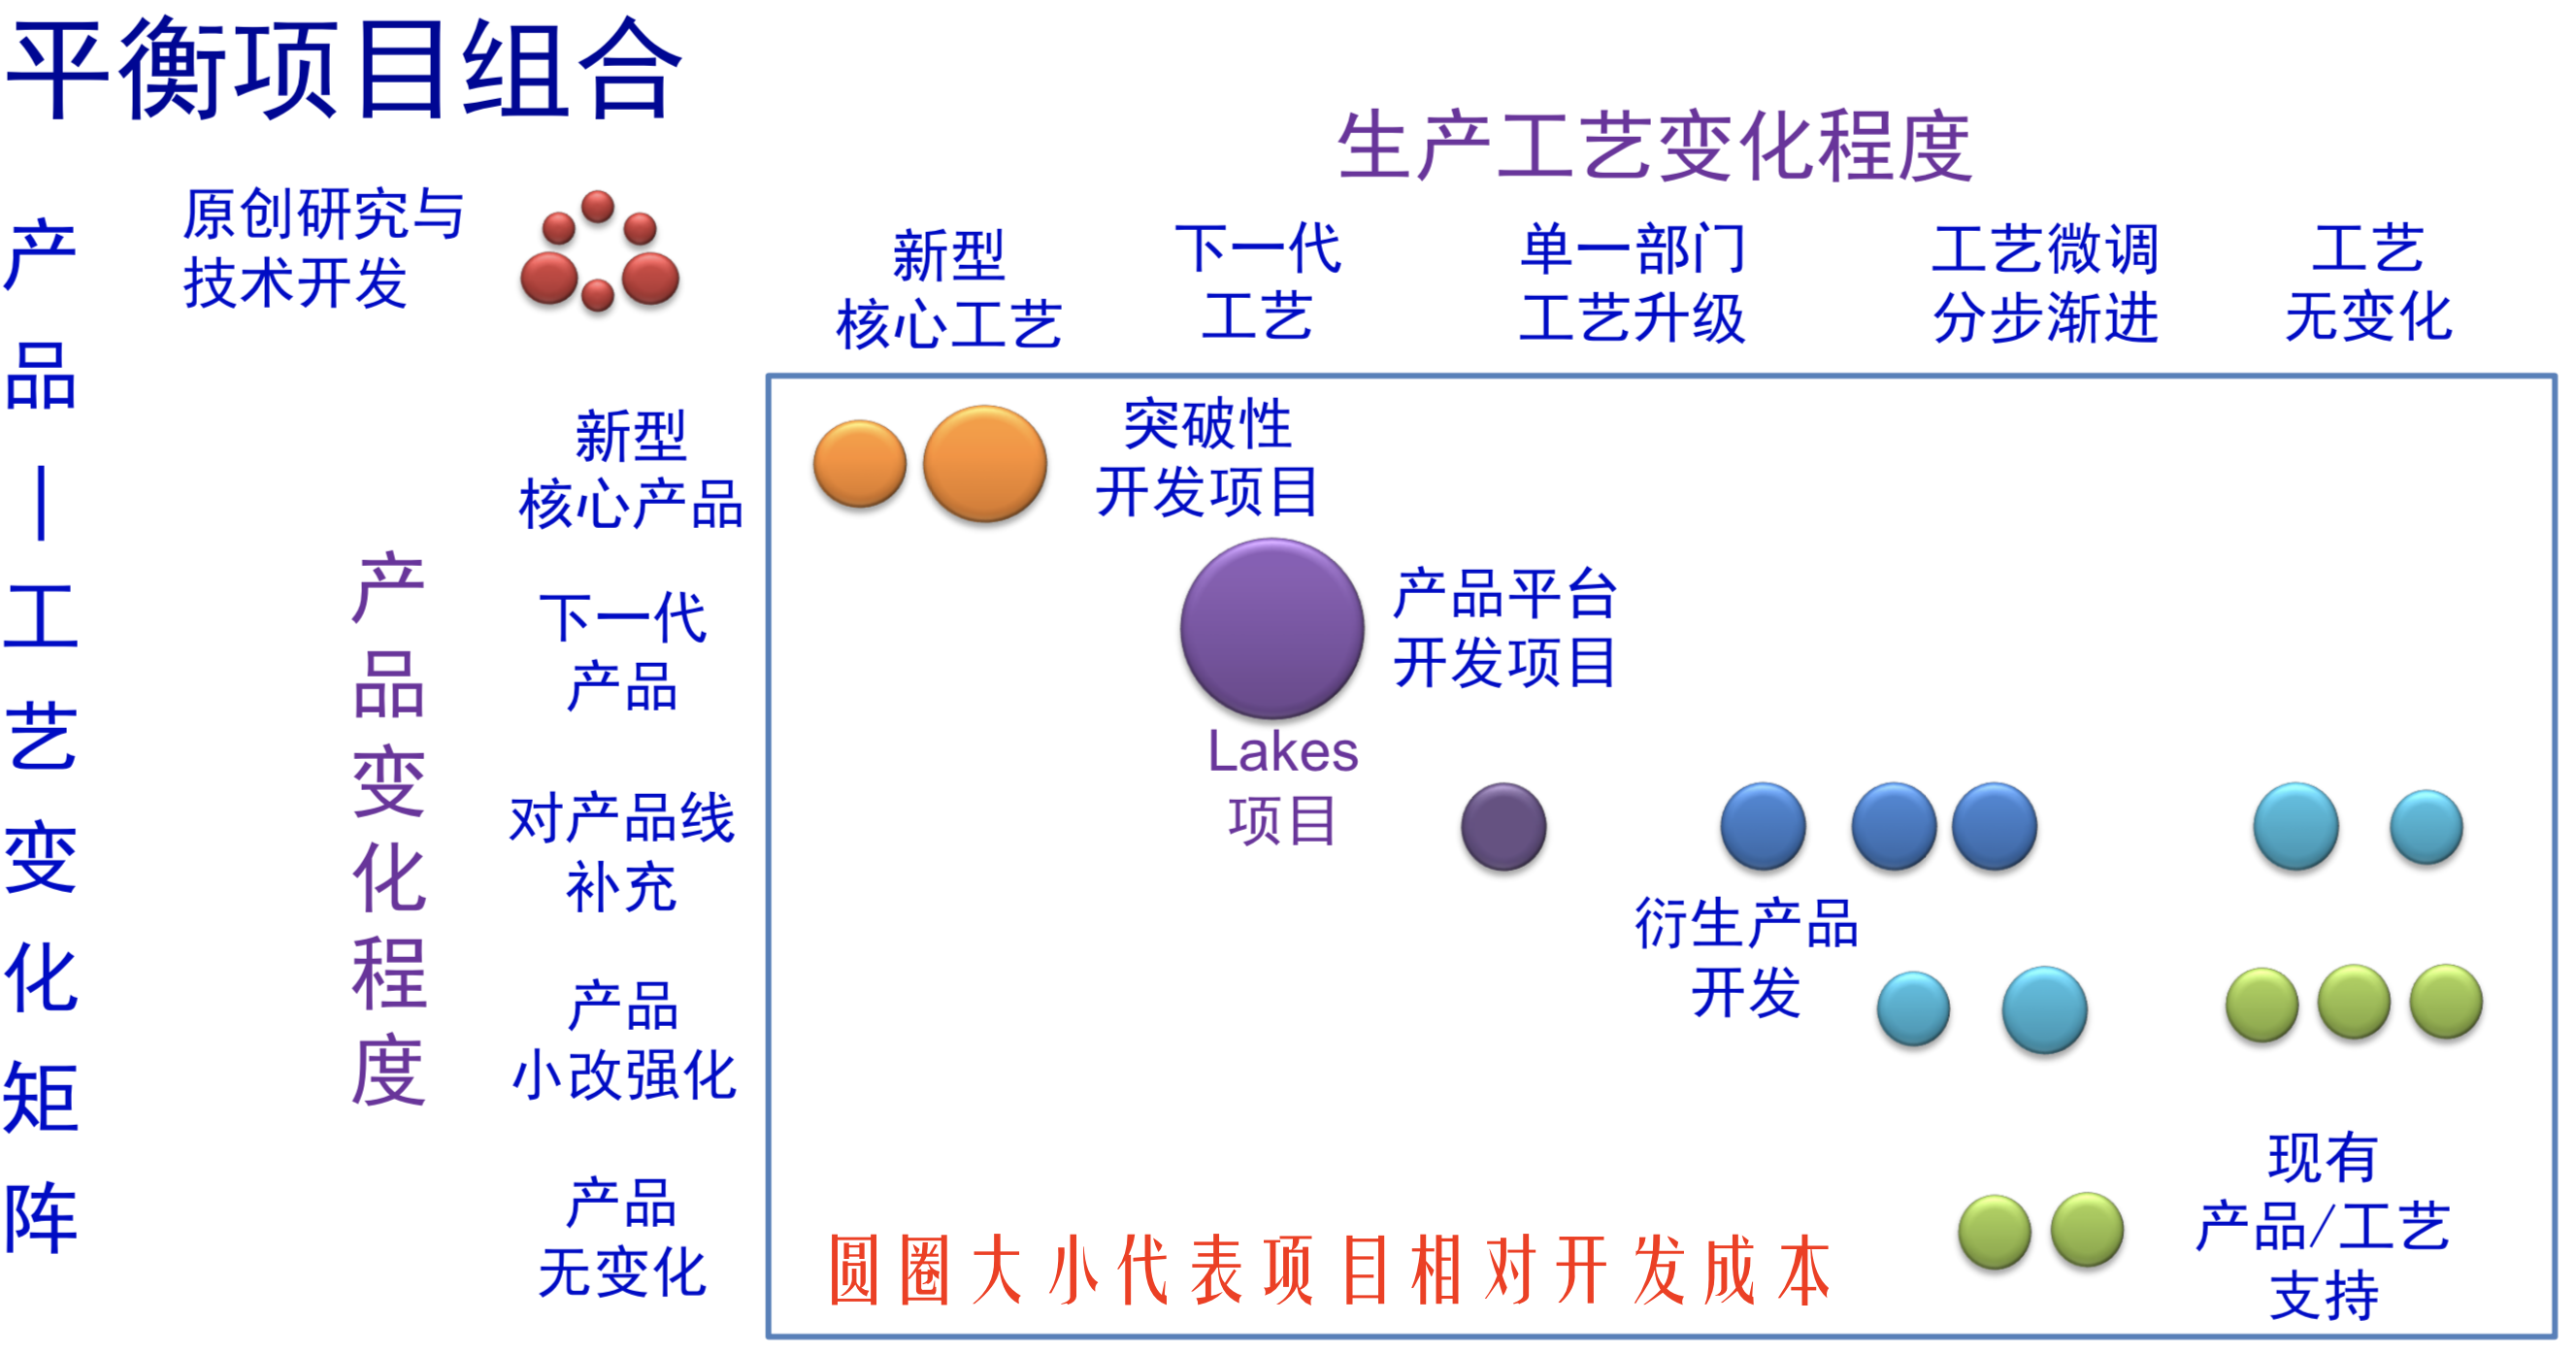 平衡项目组合
生产工艺变化程度
产品—工艺变化矩阵
原创研究与
技术开发
新型
核心工艺
下一代
工艺
单一部门
工艺升级
工艺微调
分步渐进
工艺
无变化
产品变化程度
新型
核心产品
下一代
产品
对产品线
补充
产品
小改强化
产品
无变化
突破性
开发项目
产品平台
开发项目
Lakes
项目
衍生产品
开发
现有
产品/工艺
支持
圆圈大小代表项目相对开发成本